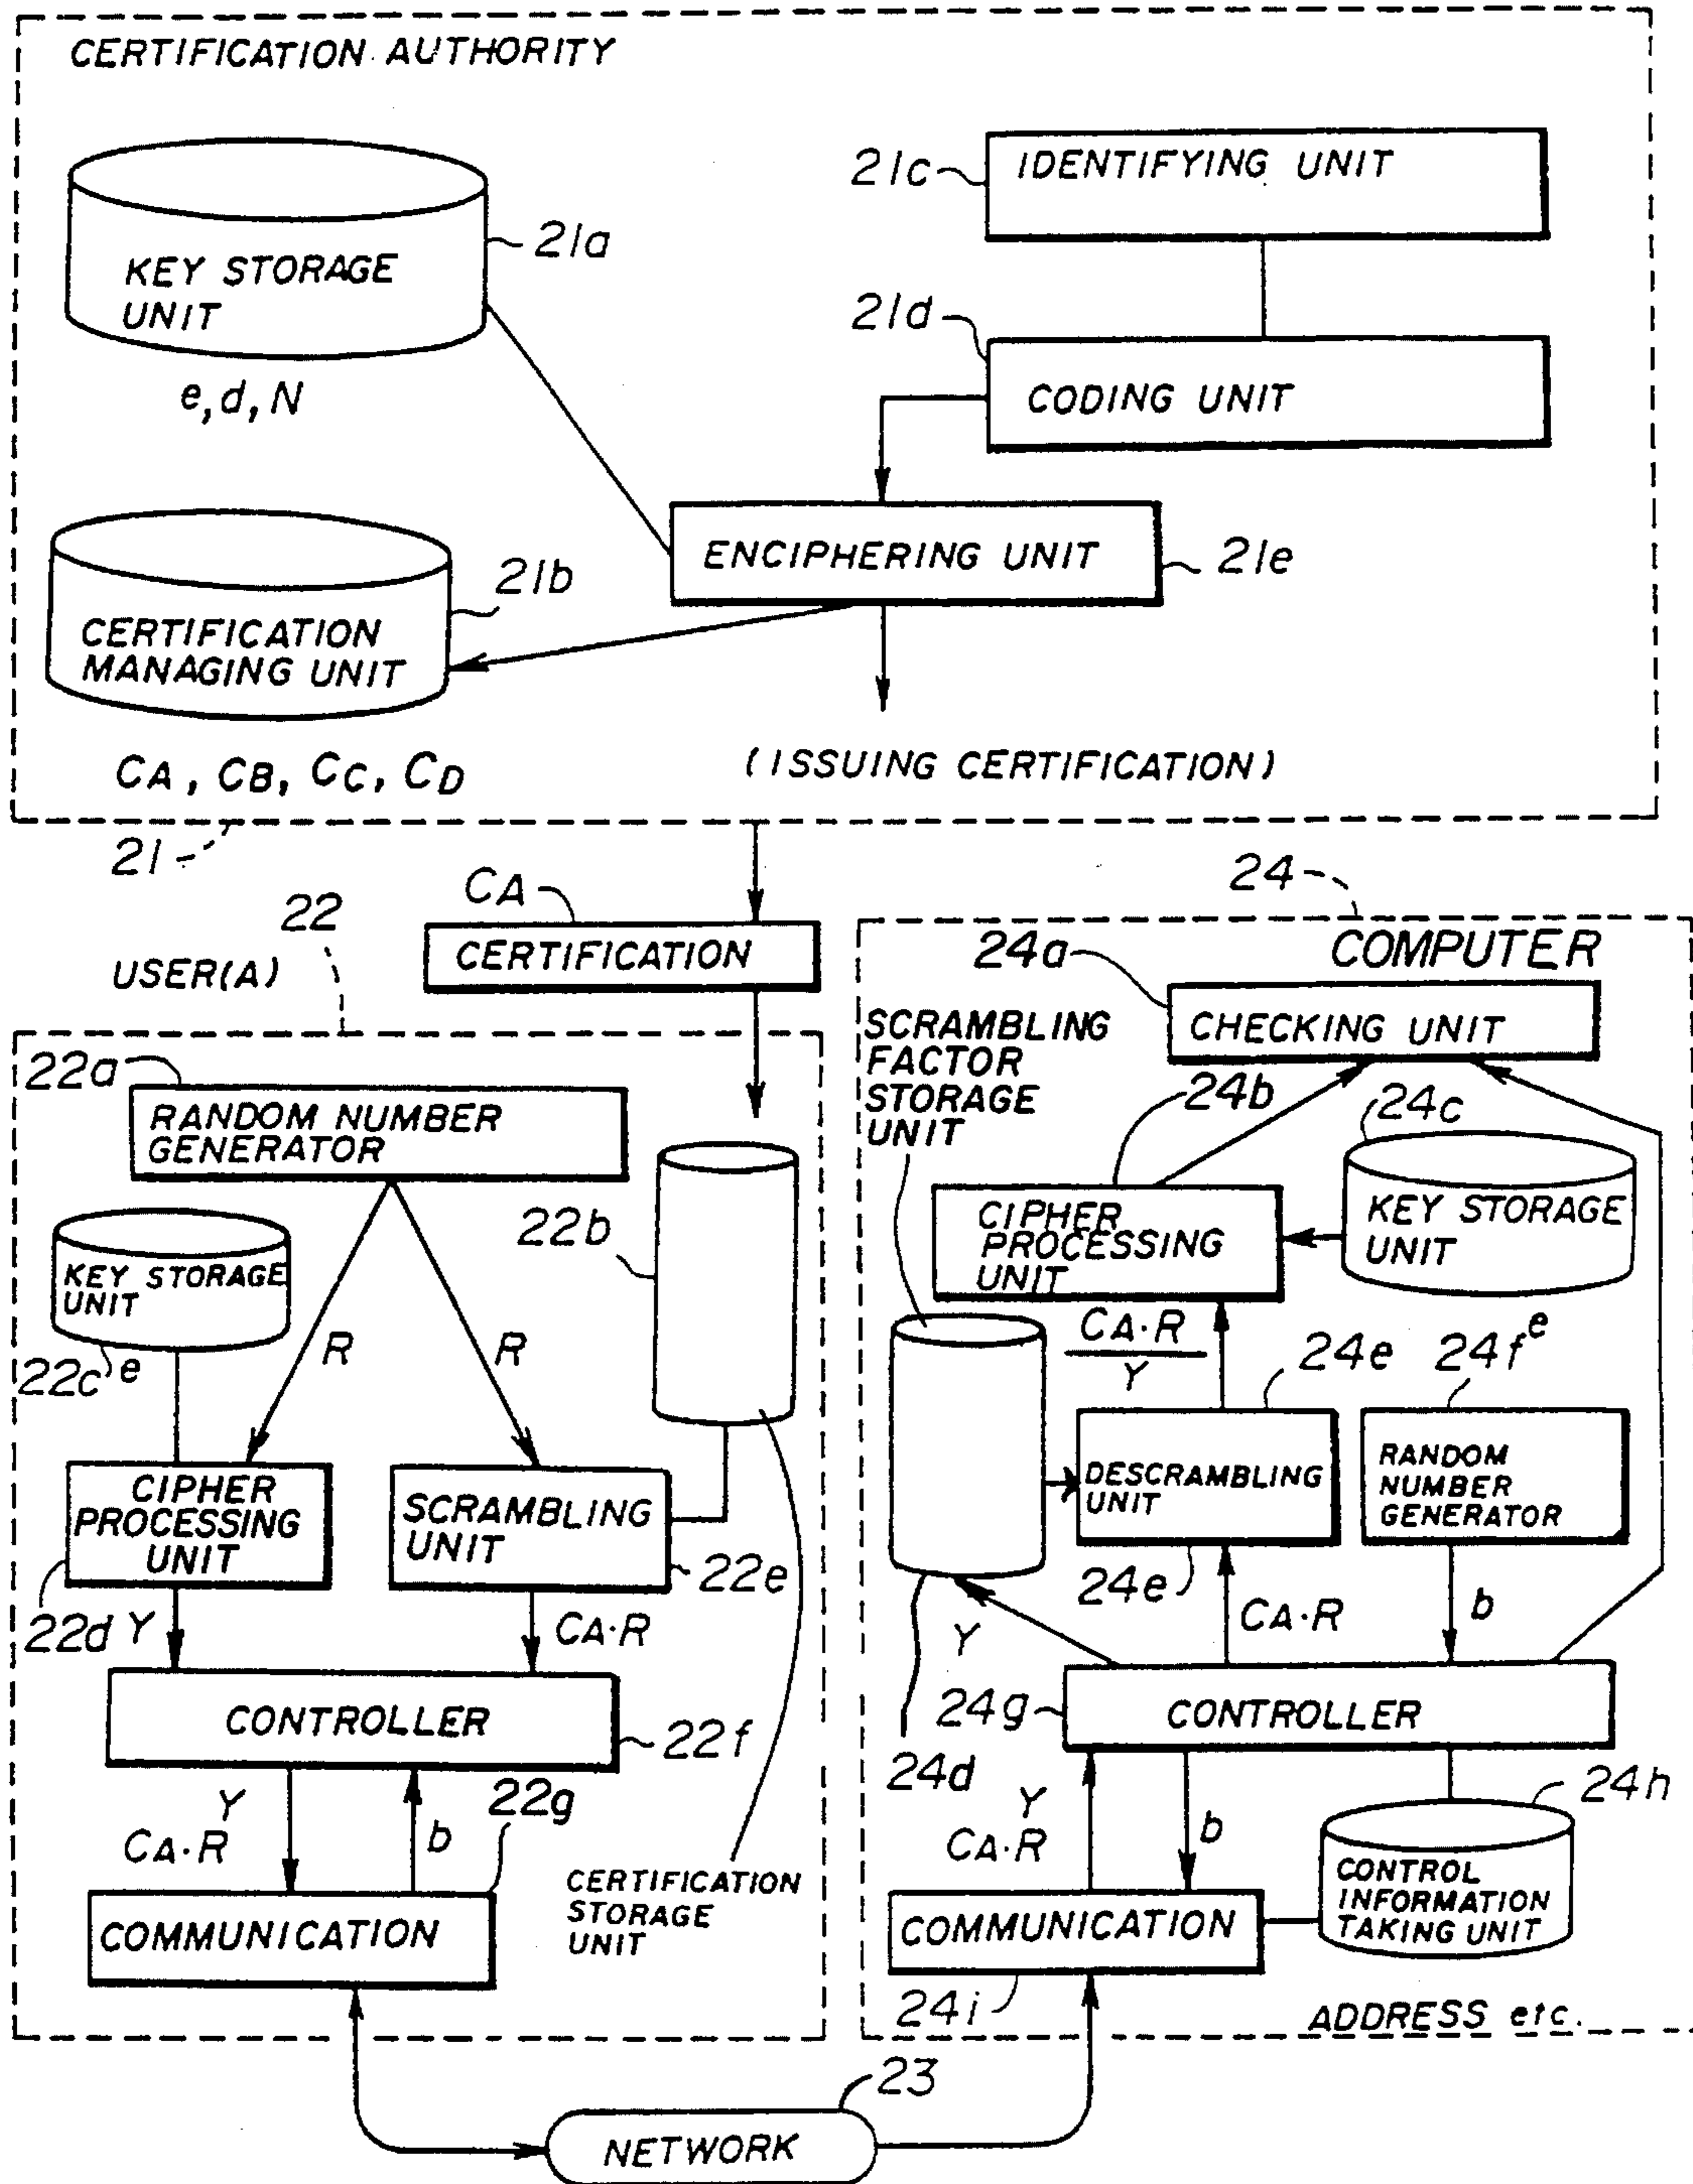 CERTIFICATION AUTHORITY
21c
IDENTIFYING UNIT
21a
KEY STORAGE
UNIT
21d
CODING UNIT
e, d, N
ENCIPHERING UNIT
21e
21b
CERTIFICATION
MANAGING UNIT
CA, CB, CC, CD
(ISSUING CERTIFICATION)
21
CA
CERTIFICATION
22
USER(A)
22a
RANDOM NUMBER
GENERATOR
22b
KEY STORAGE
UNIT
22c
e
R
R
CIPHER
PROCESSING
UNIT
SCRAMBLING
UNIT
22e
22d
Y
CA·R
CONTROLLER
22f
Y
CA·R
b
22g
COMMUNICATION
CERTIFICATION
STORAGE
UNIT
24
COMPUTER
24a
CHECKING UNIT
SCRAMBLING
FACTOR
STORAGE
UNIT
24b
24c
CIPHER
PROCESSING
UNIT
KEY STORAGE
UNIT
CA·R
Y
24e
24f
e
DESCRAMBLING
UNIT
RANDOM
NUMBER
GENERATOR
24e
Y
CA·R
b
24g
CONTROLLER
24d
Y
CA·R
b
24h
CONTROL
INFORMATION
TAKING UNIT
COMMUNICATION
24i
ADDRESS etc.
23
NETWORK